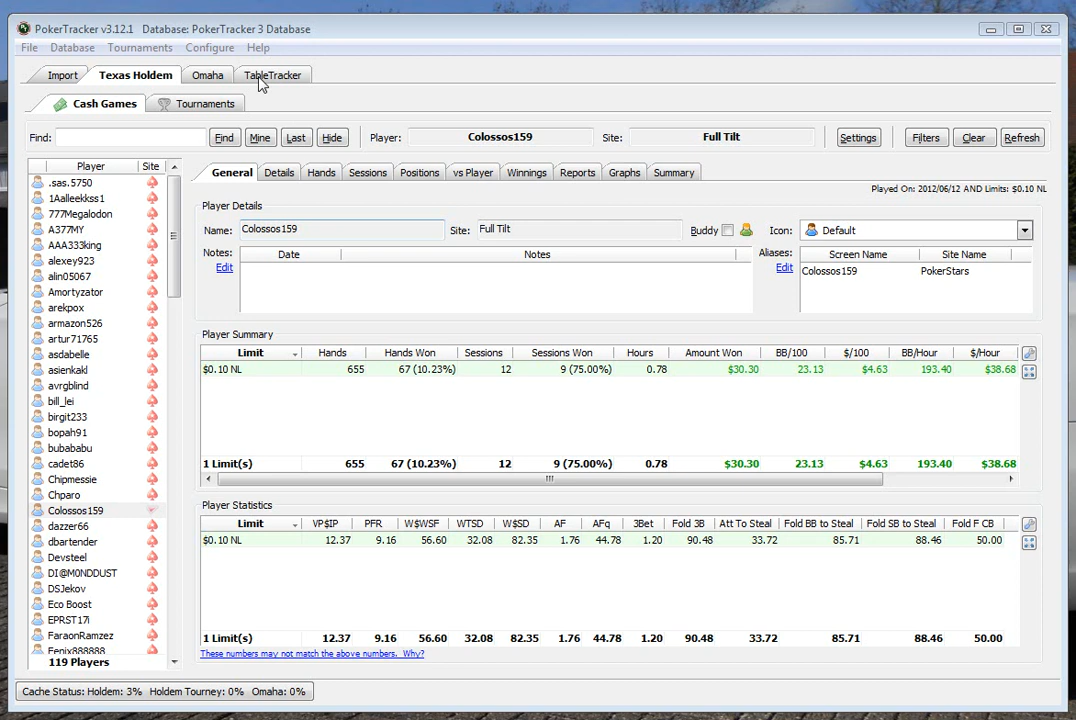 PokerTracker v3.12.1 Database: PokerTracker 3 Database
File Database Tournaments Configure Help
Import Texas Holdem Omaha TableTracker
Cash Games Tournaments
Find: Find Mine Last Hide Player: Colossos159 Site: Full Tilt Settings Filters Clear Refresh
Player Site
.sas.5750
1Aalleekkss1
777Megalodon
A377MY
AAA333king
alexey923
alin05067
Amortyzator
arekpox
armazon526
artur71765
asdabelle
asienkakl
avrgblind
bill_lei
birgit233
bopah91
bubababu
cadet86
Chipmessie
Chparo
Colossos159
dazzer66
dbartender
Devsteel
DI@M0NDDUST
DSJekov
Eco Boost
EPRST17i
FaraonRamzez
Fenix888888
119 Players
General Details Hands Sessions Positions vs Player Winnings Reports Graphs Summary
Played On: 2012/06/12 AND Limits: $0.10 NL
Player Details
Name: Colossos159 Site: Full Tilt Buddy Icon: Default
Notes: Date Notes Aliases: Screen Name Site Name
Edit Edit Colossos159 PokerStars
Player Summary
Limit Hands Hands Won Sessions Sessions Won Hours Amount Won BB/100 $/100 BB/Hour $/Hour
$0.10 NL 655 67 (10.23%) 12 9 (75.00%) 0.78 $30.30 23.13 $4.63 193.40 $38.68
1 Limit(s) 655 67 (10.23%) 12 9 (75.00%) 0.78 $30.30 23.13 $4.63 193.40 $38.68
Player Statistics
Limit VP$IP PFR W$WSF WTSD W$SD AF AFq 3Bet Fold 3B Att To Steal Fold BB to Steal Fold SB to Steal Fold F CB
$0.10 NL 12.37 9.16 56.60 32.08 82.35 1.76 44.78 1.20 90.48 33.72 85.71 88.46 50.00
1 Limit(s) 12.37 9.16 56.60 32.08 82.35 1.76 44.78 1.20 90.48 33.72 85.71 88.46 50.00
These numbers may not match the above numbers. Why?
Cache Status: Holdem: 3% Holdem Tourney: 0% Omaha: 0%